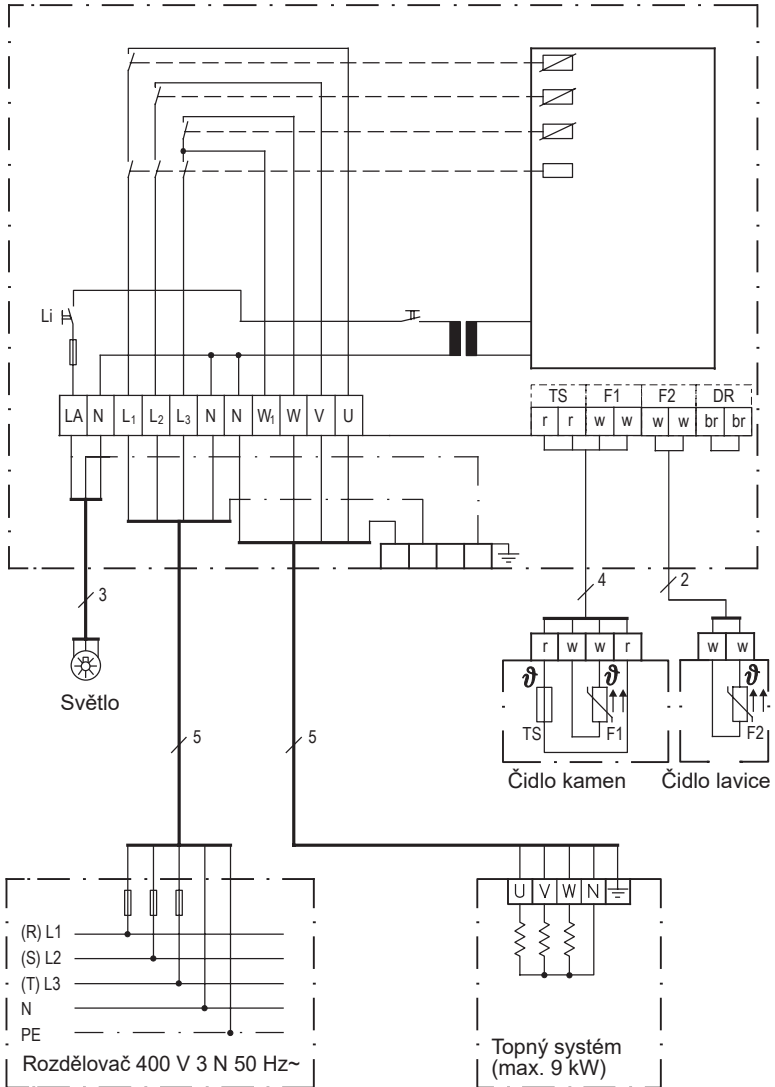 Li
LA N L1 L2 L3 N N W1 W V U
TS F1 F2 DR
r r w w w w br br
3
4
2
Světlo
r w w r
w w
ϑ ϑ ϑ
TS F1 F2
Čidlo kamen Čidlo lavice
5 5
U V W N
(R) L1
(S) L2
(T) L3
N
PE
Rozdělovač 400 V 3 N 50 Hz~
Topný systém
(max. 9 kW)